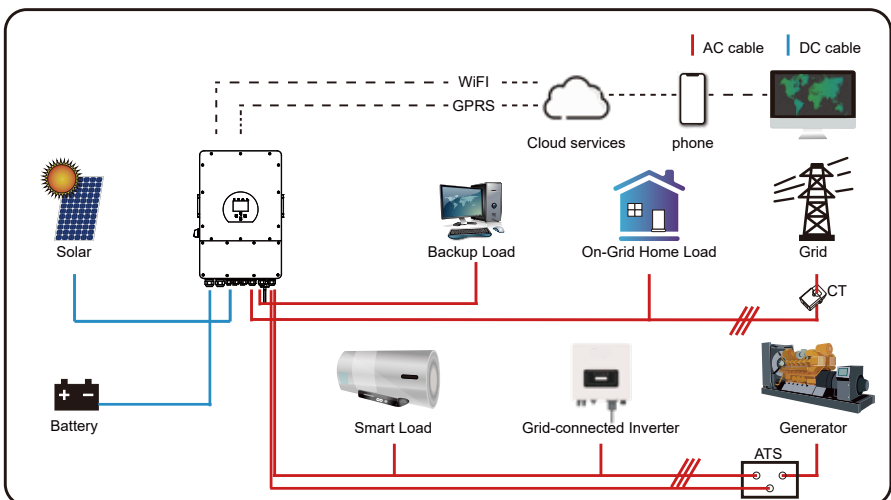 AC cable
DC cable
WiFI
GPRS
Cloud services
phone
Solar
Backup Load
On-Grid Home Load
Grid
CT
Battery
Smart Load
Grid-connected Inverter
Generator
ATS